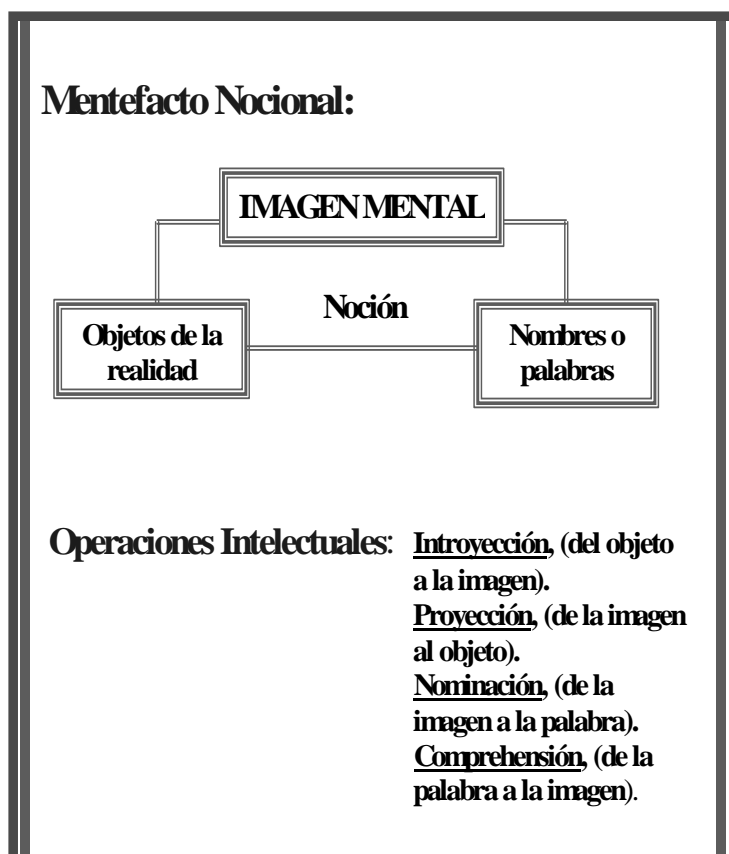 Mentefacto Nocional:
IMAGEN MENTAL
Noción
Objetos de la
realidad
Nombres o
palabras
Operaciones Intelectuales: Introyección, (del objeto
a la imagen).
Proyección, (de la imagen
al objeto).
Nominación, (de la
imagen a la palabra).
Comprehensión, (de la
palabra a la imagen).